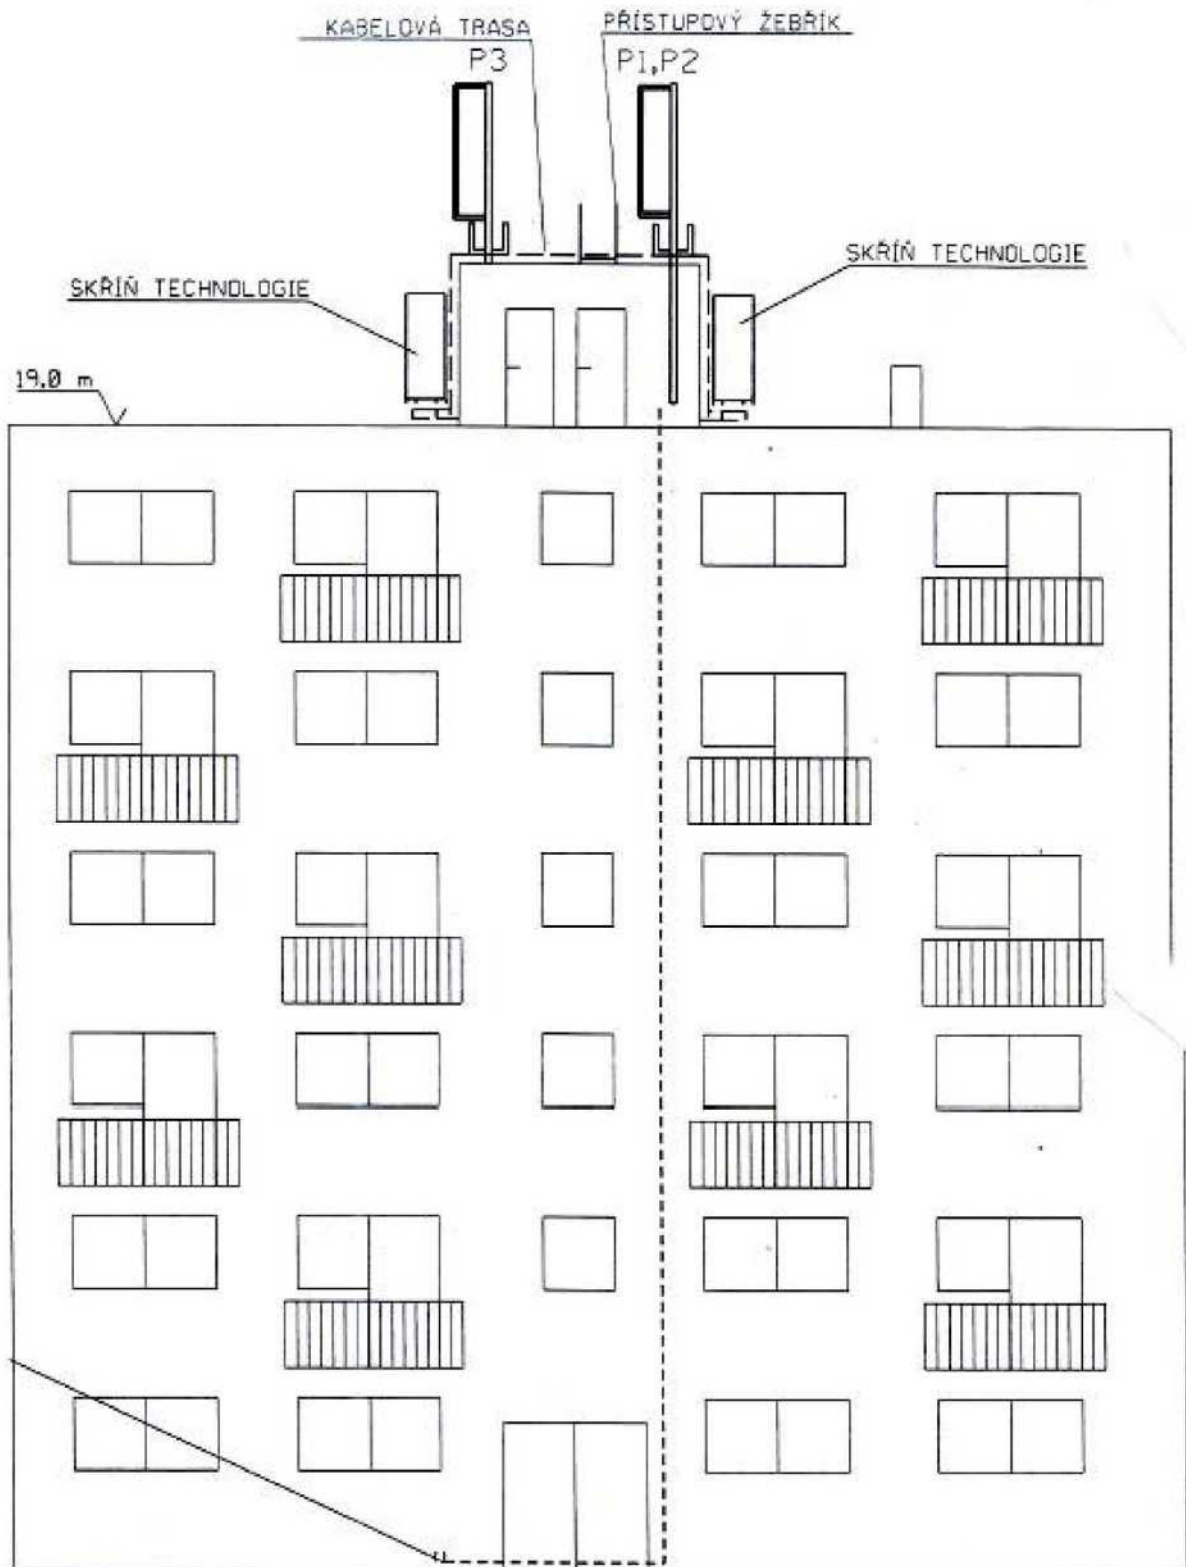 KABELOVÁ TRASA
PŘÍSTUPOVÝ ŽEBŘÍK
P3
P1,P2
SKŘÍŇ TECHNOLOGIE
SKŘÍŇ TECHNOLOGIE
19.0 m